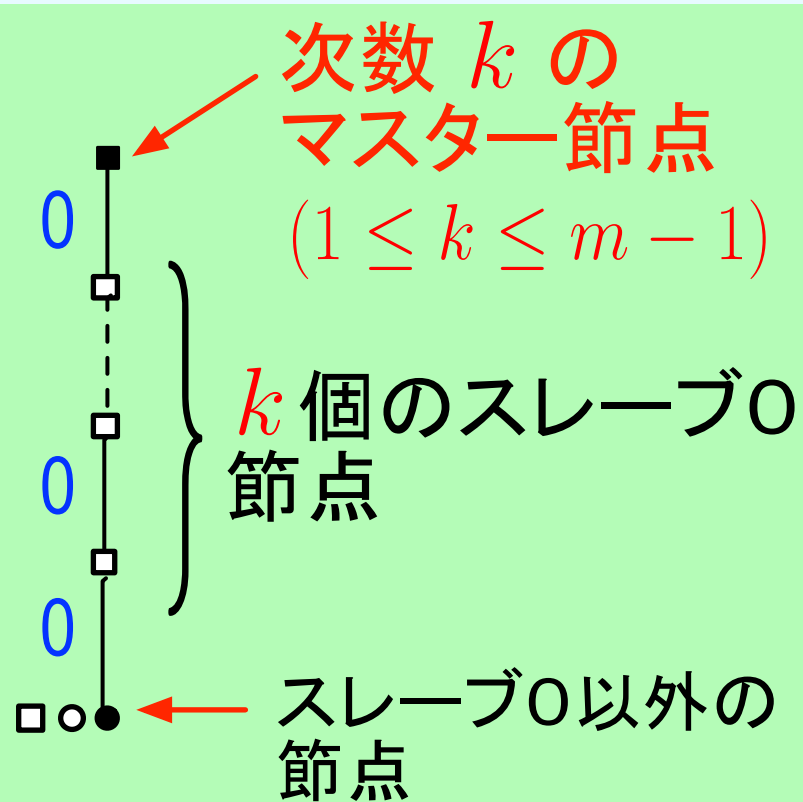 次数 k の
マスター節点
0
(1 ≤ k ≤ m − 1)
k 個のスレーブ0
節点
0
0
スレーブ0以外の
節点